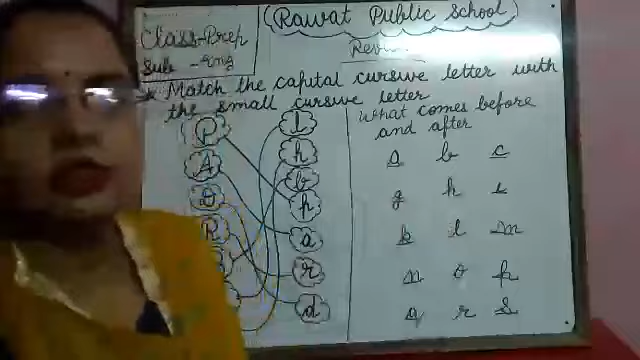 (Rawat Public School)
Class-Prep
Sub - Eng
Match the capital cursive letter with
the small cursive letter
What comes before
and after
P l
A h
D b
R p
a
r
d
a b c
g h i
k l m
n o p
q r s